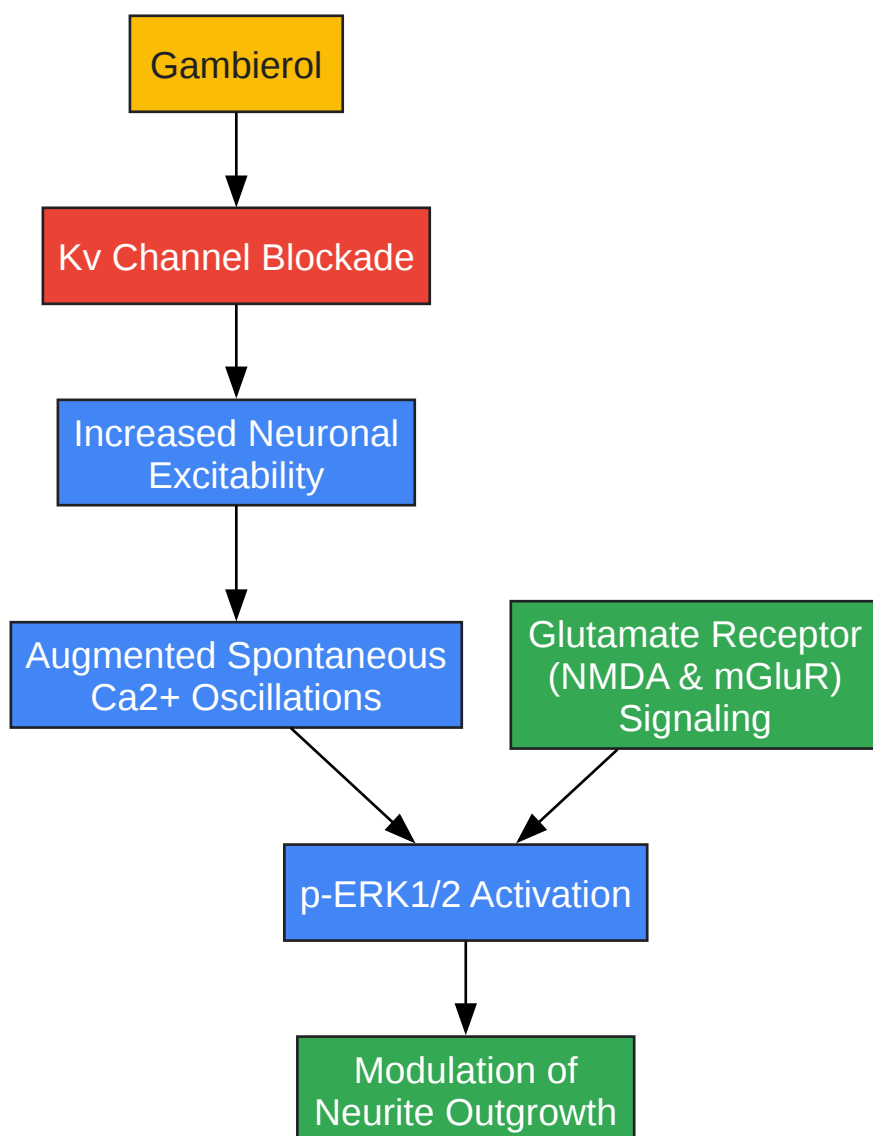 Gambierol
Kv Channel Blockade
Increased Neuronal
Excitability
Augmented Spontaneous
Ca2+ Oscillations
Glutamate Receptor
(NMDA & mGluR)
Signaling
p-ERK1/2 Activation
Modulation of
Neurite Outgrowth